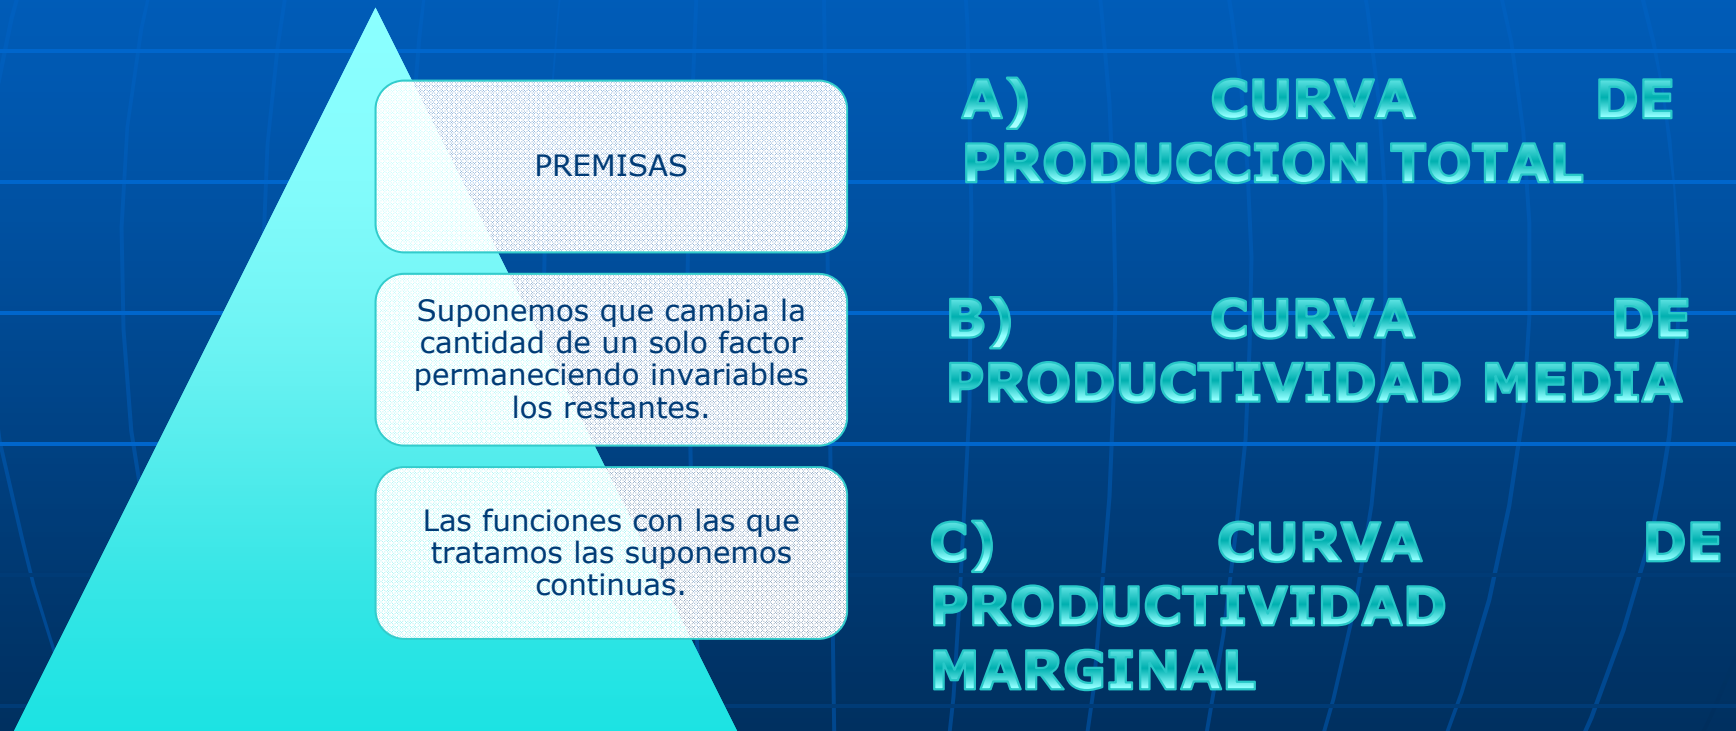 PREMISAS
Suponemos que cambia la
cantidad de un solo factor
permaneciendo invariables
los restantes.
Las funciones con las que
tratamos las suponemos
continuas.
A) CURVA DE
PRODUCCION TOTAL
B) CURVA DE
PRODUCTIVIDAD MEDIA
C) CURVA DE
PRODUCTIVIDAD
MARGINAL